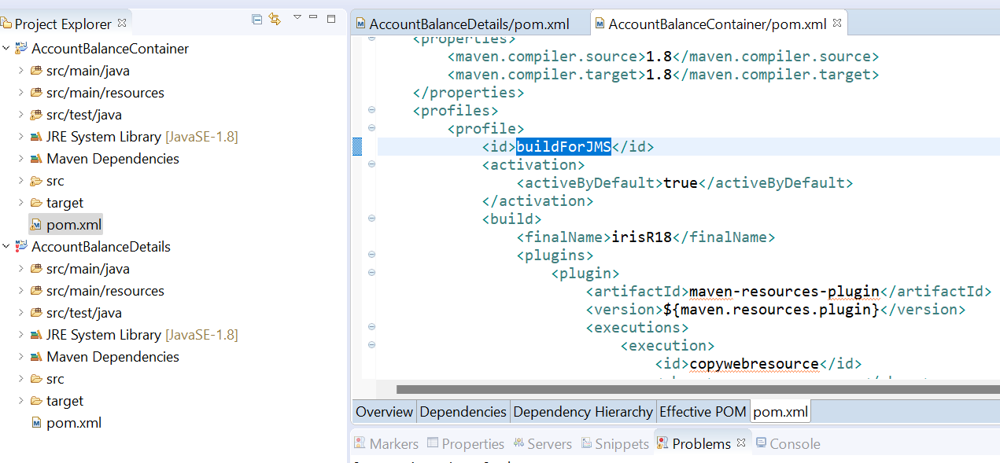 Project Explorer
AccountBalanceContainer
src/main/java
src/main/resources
src/test/java
JRE System Library [JavaSE-1.8]
Maven Dependencies
src
target
pom.xml
AccountBalanceDetails
src/main/java
src/main/resources
src/test/java
JRE System Library [JavaSE-1.8]
Maven Dependencies
src
target
pom.xml
AccountBalanceDetails/pom.xml AccountBalanceContainer/pom.xml
<properties>
<maven.compiler.source>1.8</maven.compiler.source>
<maven.compiler.target>1.8</maven.compiler.target>
</properties>
<profiles>
<profile>
<id>buildForJMS</id>
<activation>
<activeByDefault>true</activeByDefault>
</activation>
<build>
<finalName>irisR18</finalName>
<plugins>
<plugin>
<artifactId>maven-resources-plugin</artifactId>
<version>${maven.resources.plugin}</version>
<executions>
<execution>
<id>copywebresource</id>
Overview Dependencies Dependency Hierarchy Effective POM pom.xml
Markers Properties Servers Snippets Problems Console